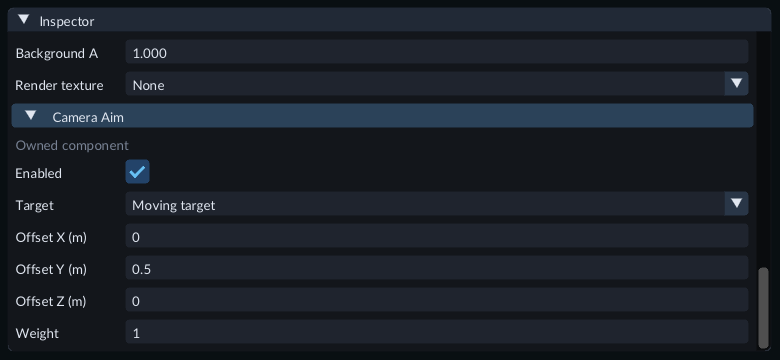 Inspector
Background A 1.000
Render texture None
Camera Aim
Owned component
Enabled
Target Moving target
Offset X (m) 0
Offset Y (m) 0.5
Offset Z (m) 0
Weight 1